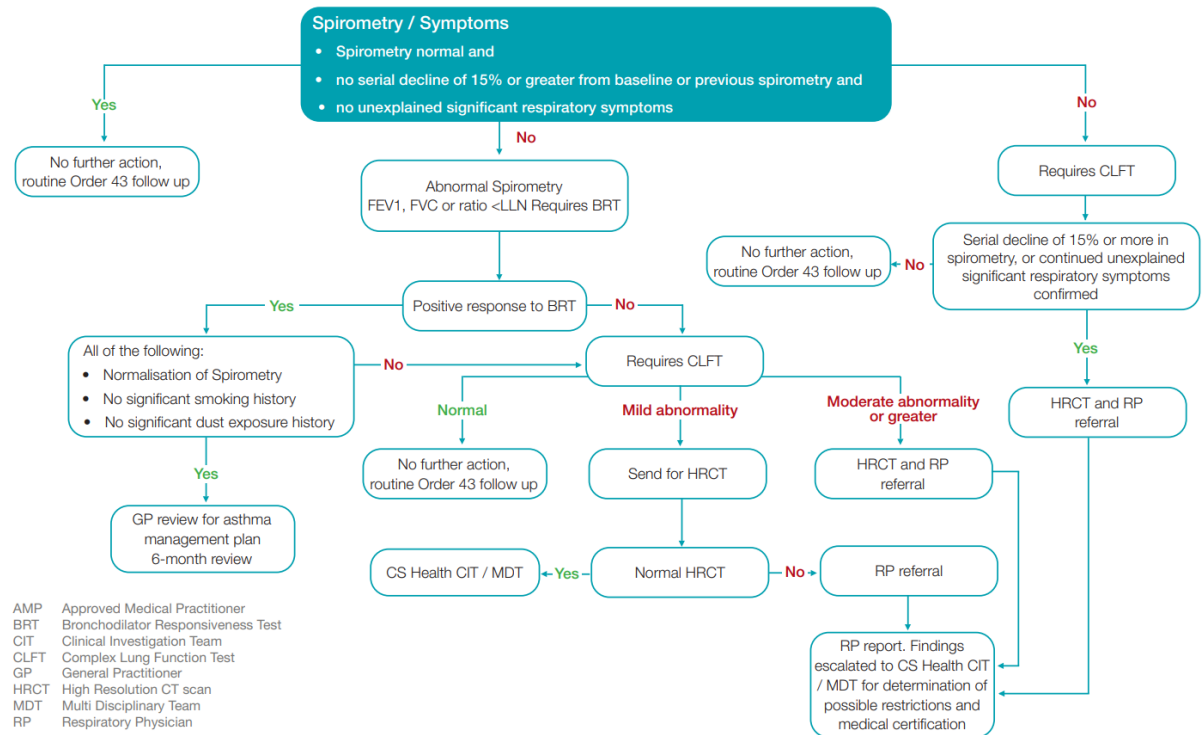 Spirometry / Symptoms
• Spirometry normal and
• no serial decline of 15% or greater from baseline or previous spirometry and
• no unexplained significant respiratory symptoms
Yes
No
No
No further action,
routine Order 43 follow up
Abnormal Spirometry
FEV1, FVC or ratio <LLN Requires BRT
Requires CLFT
Serial decline of 15% or more in
spirometry, or continued unexplained
significant respiratory symptoms
confirmed
No
No further action,
routine Order 43 follow up
Yes
HRCT and RP
referral
Positive response to BRT
Yes
No
All of the following:
• Normalisation of Spirometry
• No significant smoking history
• No significant dust exposure history
No
Requires CLFT
Yes
GP review for asthma
management plan
6-month review
Normal
Mild abnormality
Moderate abnormality
or greater
No further action,
routine Order 43 follow up
Send for HRCT
HRCT and RP
referral
Normal HRCT
Yes
CS Health CIT / MDT
No
RP referral
RP report. Findings
escalated to CS Health CIT
/ MDT for determination of
possible restrictions and
medical certification
AMP Approved Medical Practitioner
BRT Bronchodilator Responsiveness Test
CIT Clinical Investigation Team
CLFT Complex Lung Function Test
GP General Practitioner
HRCT High Resolution CT scan
MDT Multi Disciplinary Team
RP Respiratory Physician